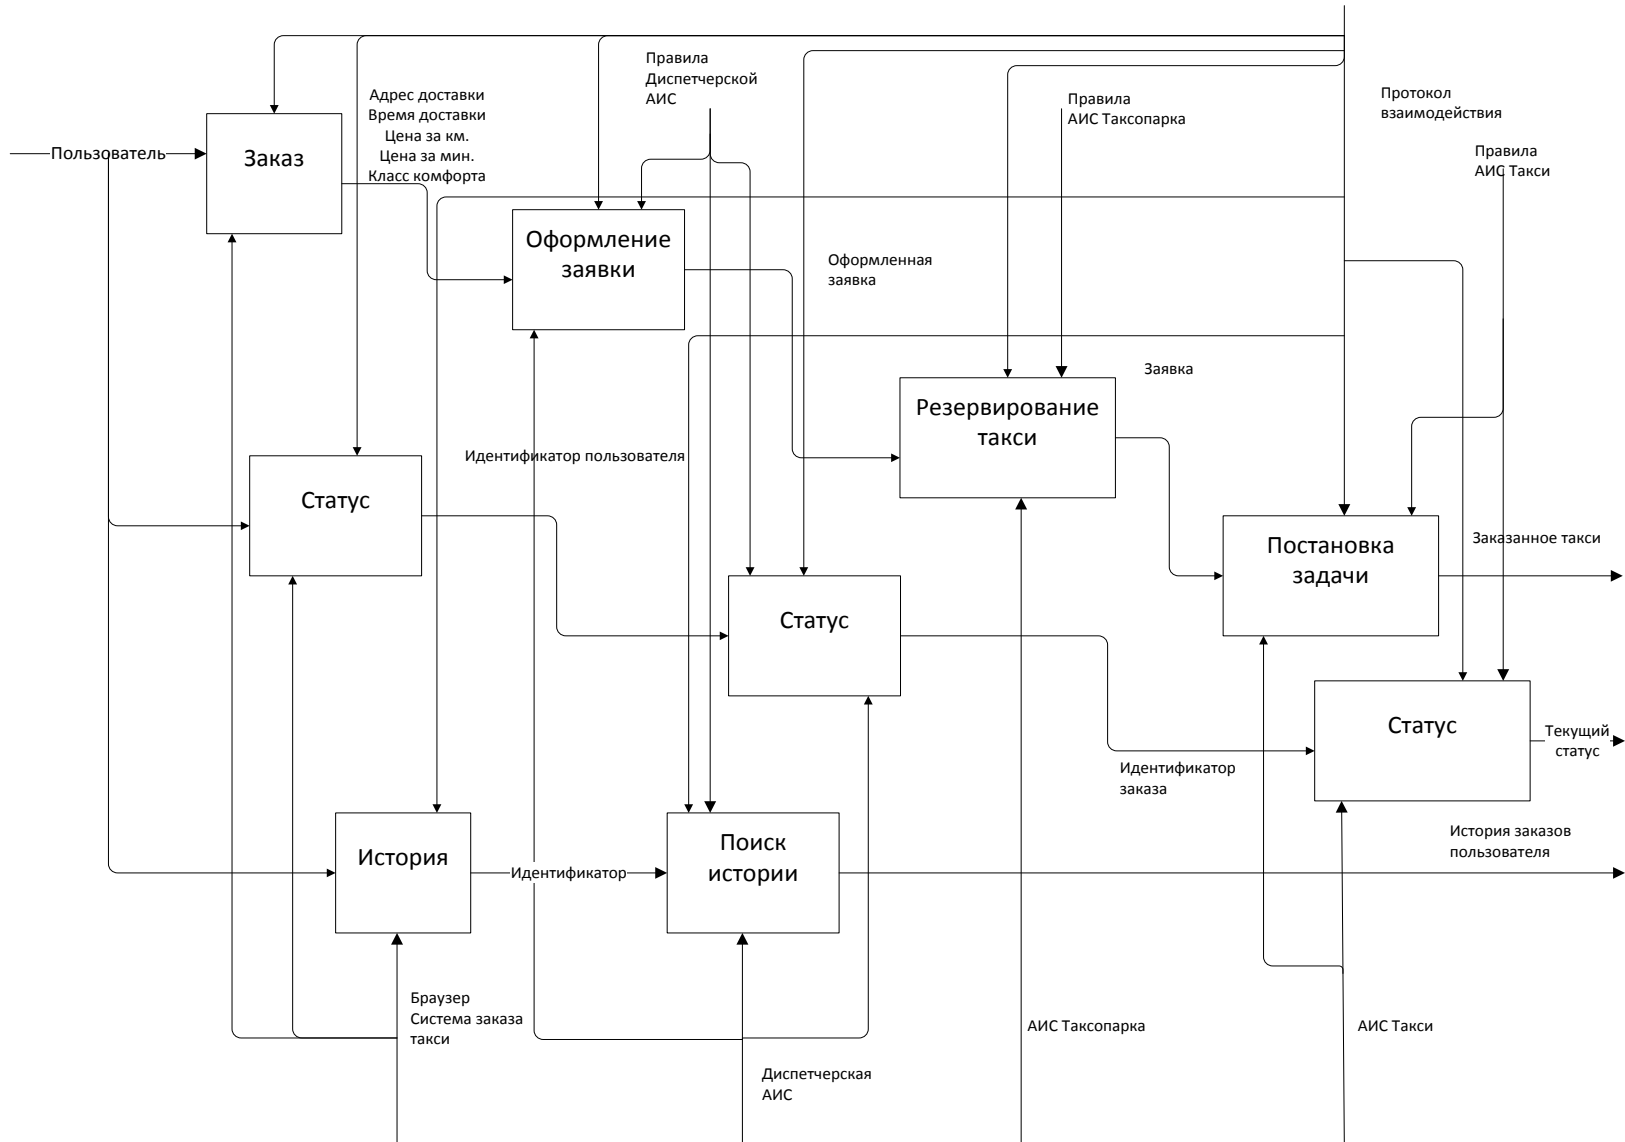 Правила
Диспетчерской
АИС
Адрес доставки
Время доставки
Цена за км.
Цена за мин.
Класс комфорта
Правила
АИС Таксопарка
Протокол
взаимодействия
Правила
АИС Такси
Пользователь
Заказ
Оформление
заявки
Оформленная
заявка
Заявка
Резервирование
такси
Идентификатор пользователя
Статус
Постановка
задачи
Заказанное такси
Статус
Статус
Текущий
статус
Идентификатор
заказа
История заказов
пользователя
История
Идентификатор
Поиск
истории
Браузер
Система заказа
такси
АИС Таксопарка
АИС Такси
Диспетчерская
АИС